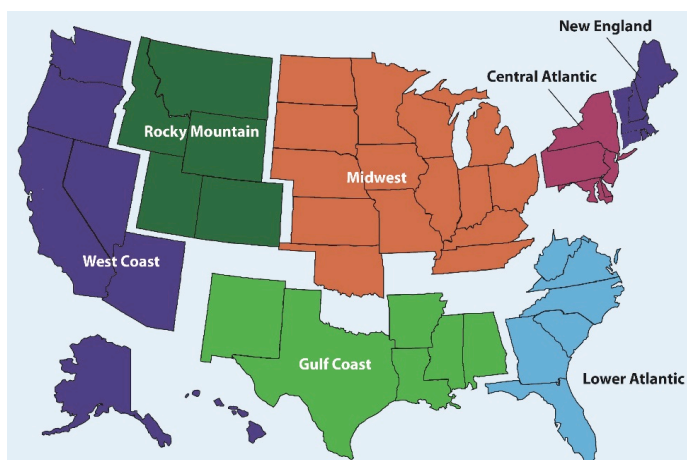 New England
Central Atlantic
Rocky Mountain
Midwest
West Coast
Gulf Coast
Lower Atlantic